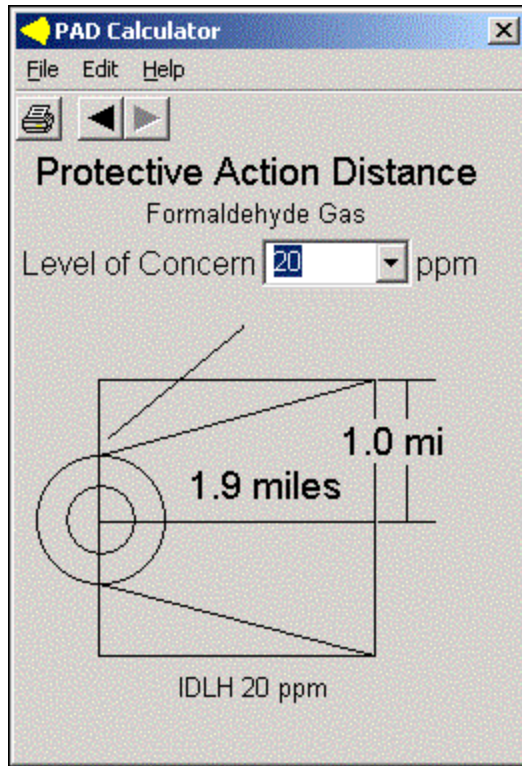 PAD Calculator
File Edit Help
Protective Action Distance
Formaldehyde Gas
Level of Concern 20 ppm
1.0 mi
1.9 miles
IDLH 20 ppm